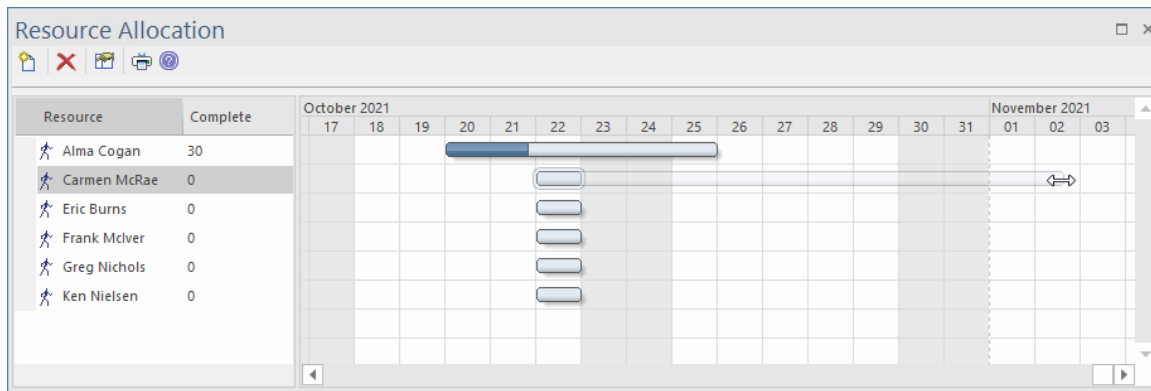 Resource Allocation
Resource Complete
October 2021 November 2021
17 18 19 20 21 22 23 24 25 26 27 28 29 30 31 01 02 03
Alma Cogan 30
Carmen McRae 0
Eric Burns 0
Frank McIver 0
Greg Nichols 0
Ken Nielsen 0